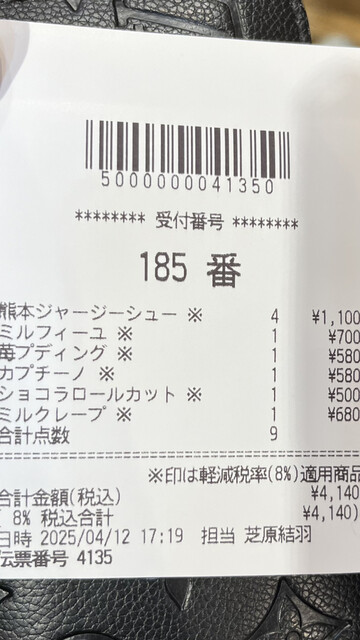 5000000041350
******** 受付番号 ********
185 番
熊本ジャージーシュー ※ 4 ¥1,100
ミルフィーユ ※ 1 ¥700
苺プディング ※ 1 ¥580
カプチーノ ※ 1 ¥580
ショコラロールカット ※ 1 ¥500
ミルクレープ ※ 1 ¥680
合計点数 9
※印は軽減税率(8%)適用商品
合計金額(税込) ¥4,140
8% 税込合計 ¥4,140)
日時 2025/04/12 17:19 担当 芝原結羽
伝票番号 4135